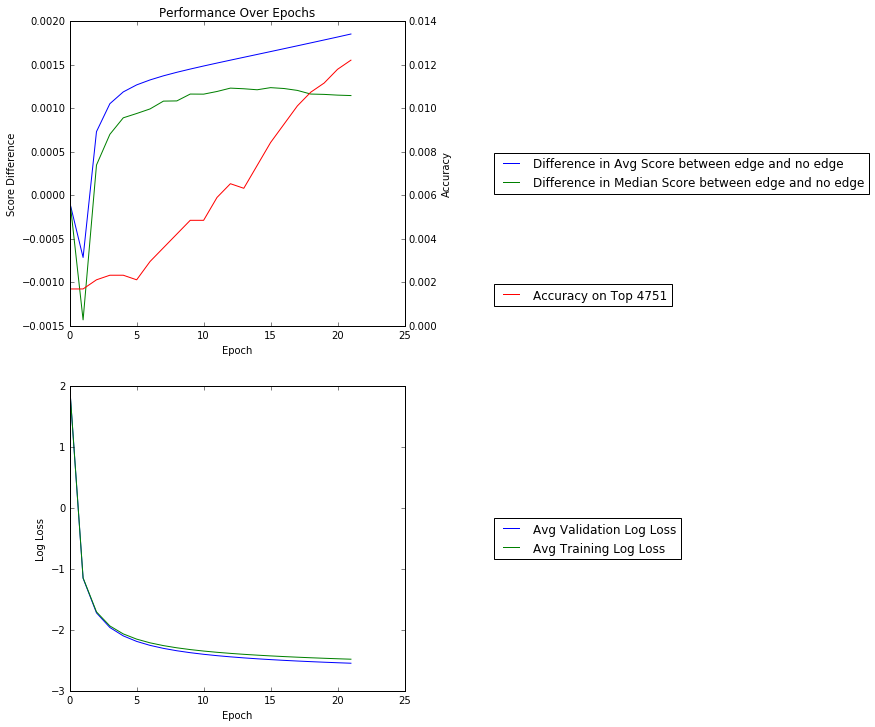 Performance Over Epochs
0.0020
0.0015
0.0010
0.0005
0.0000
−0.0005
−0.0010
−0.0015
Score Difference
0.014
0.012
0.010
0.008
0.006
0.004
0.002
0.000
Accuracy
0 5 10 15 20 25
Epoch
Difference in Avg Score between edge and no edge
Difference in Median Score between edge and no edge
Accuracy on Top 4751
2
1
0
−1
−2
−3
Log Loss
0 5 10 15 20 25
Epoch
Avg Validation Log Loss
Avg Training Log Loss